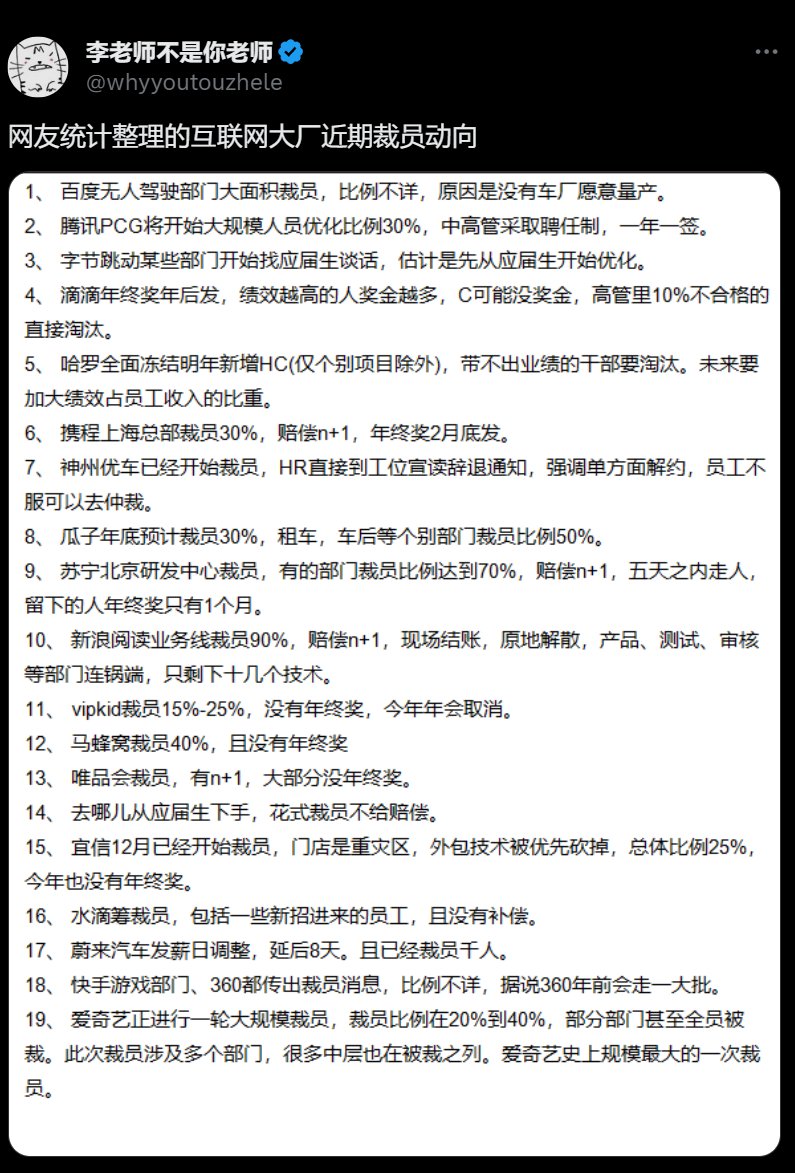 李老师不是你老师
@whyyoutouzhele
网友统计整理的互联网大厂近期裁员动向
1、 百度无人驾驶部门大面积裁员，比例不详，原因是没有车厂愿意量产。
2、 腾讯PCG将开始大规模人员优化比例30%，中高管采取聘任制，一年一签。
3、 字节跳动某些部门开始找应届生谈话，估计是先从应届生开始优化。
4、 滴滴年终奖年后发，绩效越高的人奖金越多，C可能没奖金，高管里10%不合格的
直接淘汰。
5、 哈罗全面冻结明年新增HC(仅个别项目除外)，带不出业绩的干部要淘汰。未来要
加大绩效占员工收入的比重。
6、 携程上海总部裁员30%，赔偿n+1，年终奖2月底发。
7、 神州优车已经开始裁员，HR直接到工位宣读辞退通知，强调单方面解约，员工不
服可以去仲裁。
8、 瓜子年底预计裁员30%，租车，车后等个别部门裁员比例50%。
9、 苏宁北京研发中心裁员，有的部门裁员比例达到70%，赔偿n+1，五天之内走人，
留下的人年终奖只有1个月。
10、 新浪阅读业务线裁员90%，赔偿n+1，现场结账，原地解散，产品、测试、审核
等部门连锅端，只剩下十几个技术。
11、 vipkid裁员15%-25%，没有年终奖，今年年会取消。
12、 马蜂窝裁员40%，且没有年终奖
13、 唯品会裁员，有n+1，大部分没年终奖。
14、 去哪儿从应届生下手，花式裁员不给赔偿。
15、 宜信12月已经开始裁员，门店是重灾区，外包技术被优先砍掉，总体比例25%，
今年也没有年终奖。
16、 水滴筹裁员，包括一些新招进来的员工，且没有补偿。
17、 蔚来汽车发薪日调整，延后8天。且已经裁员千人。
18、 快手游戏部门、360都传出裁员消息，比例不详，据说360年前会走一大批。
19、 爱奇艺正进行一轮大规模裁员，裁员比例在20%到40%，部分部门甚至全员被
裁。此次裁员涉及多个部门，很多中层也在被裁之列。爱奇艺史上规模最大的一次裁
员。